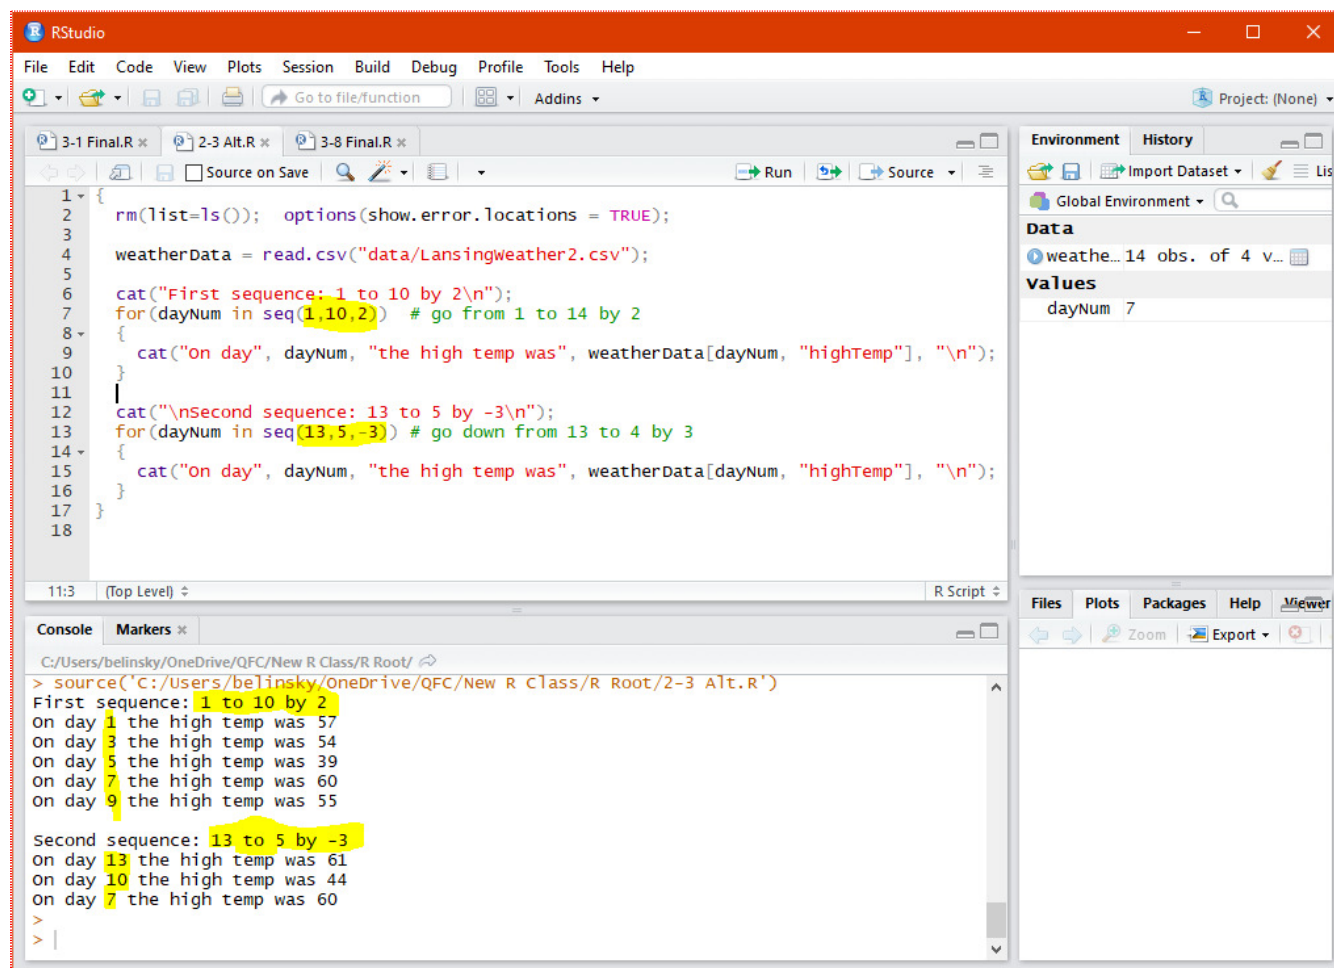 RStudio
File Edit Code View Plots Session Build Debug Profile Tools Help
Go to file/function Addins Project: (None)
3-1 Final.R 2-3 Alt.R 3-8 Final.R
Source on Save Run Source
1 {
2 rm(list=ls()); options(show.error.locations = TRUE);
3
4 weatherData = read.csv("data/LansingWeather2.csv");
5
6 cat("First sequence: 1 to 10 by 2\n");
7 for(dayNum in seq(1,10,2)) # go from 1 to 14 by 2
8 {
9 cat("On day", dayNum, "the high temp was", weatherData[dayNum, "highTemp"], "\n");
10 }
11
12 cat("\nSecond sequence: 13 to 5 by -3\n");
13 for(dayNum in seq(13,5,-3)) # go down from 13 to 4 by 3
14 {
15 cat("On day", dayNum, "the high temp was", weatherData[dayNum, "highTemp"], "\n");
16 }
17 }
18
11:3 (Top Level) R Script
Console Markers
C:/Users/belinsky/OneDrive/QFC/New R Class/R Root/
> source('C:/Users/belinsky/OneDrive/QFC/New R Class/R Root/2-3 Alt.R')
First sequence: 1 to 10 by 2
On day 1 the high temp was 57
On day 3 the high temp was 54
On day 5 the high temp was 39
On day 7 the high temp was 60
On day 9 the high temp was 55
Second sequence: 13 to 5 by -3
On day 13 the high temp was 61
On day 10 the high temp was 44
On day 7 the high temp was 60
>
>
Environment History
Import Dataset Lis
Global Environment
Data
weathe… 14 obs. of 4 v…
Values
dayNum 7
Files Plots Packages Help Viewer
Zoom Export